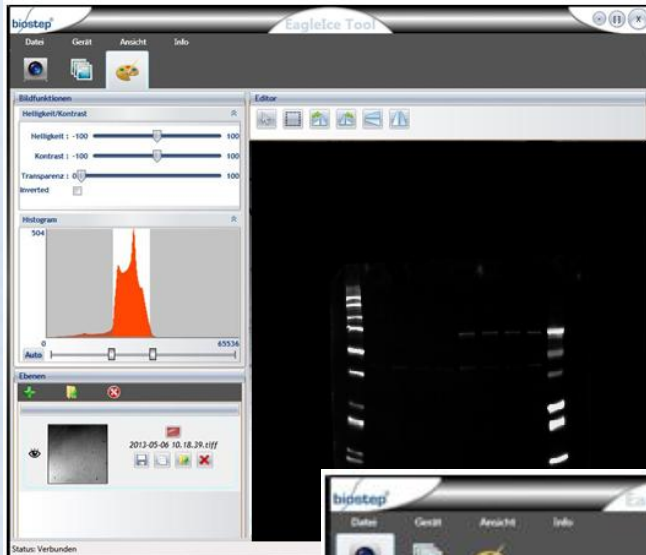 biostep
EagleIce Tool
Datei Gerät Ansicht Info
Bildfunktionen
Helligkeit/Kontrast
Helligkeit : -100 100
Kontrast : -100 100
Transparenz : 0 100
Inverted
Histogram
504
0 65536
Auto
Editor
Ebenen
2013-05-06 10.18.39.tiff
Status: Verbunden
biostep
Ea
Datei Gerät Ansicht Info